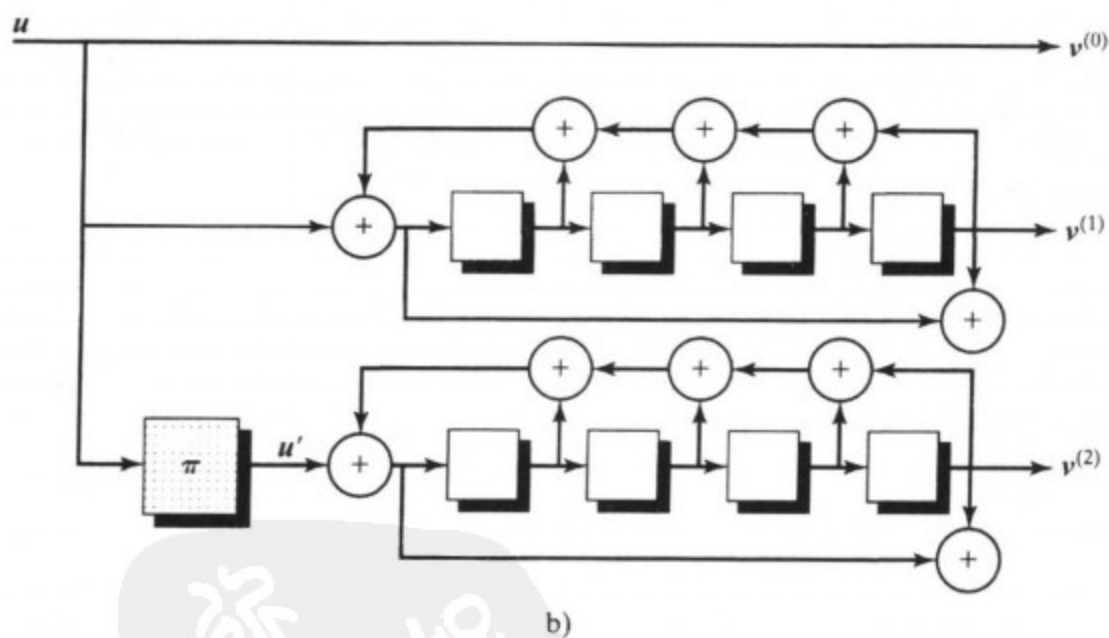 u
v(0)
+ + +
+
v(1)
+
+ + +
π
u'
+
v(2)
+
b)